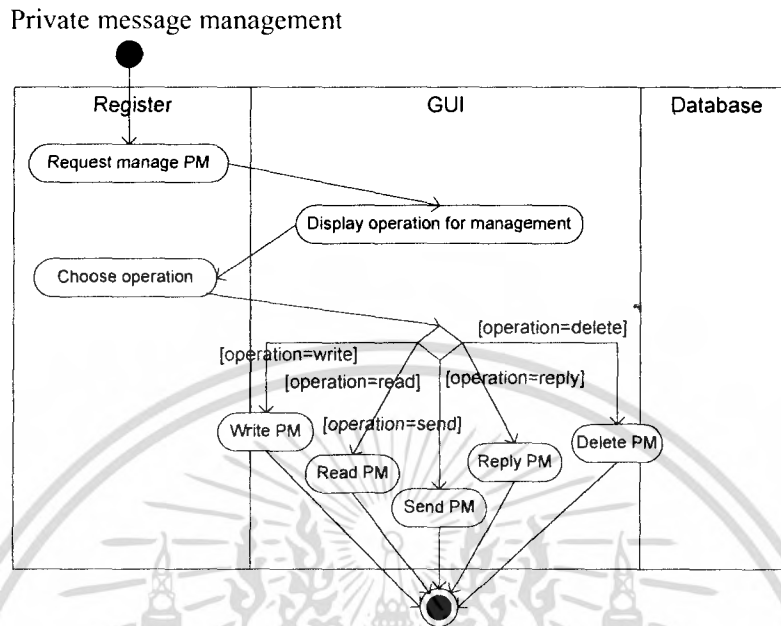 Private message management
Register
GUI
Database
Request manage PM
Display operation for management
Choose operation
[operation=delete]
[operation=write]
[operation=read]
[operation=reply]
[operation=send]
Write PM
Read PM
Send PM
Reply PM
Delete PM